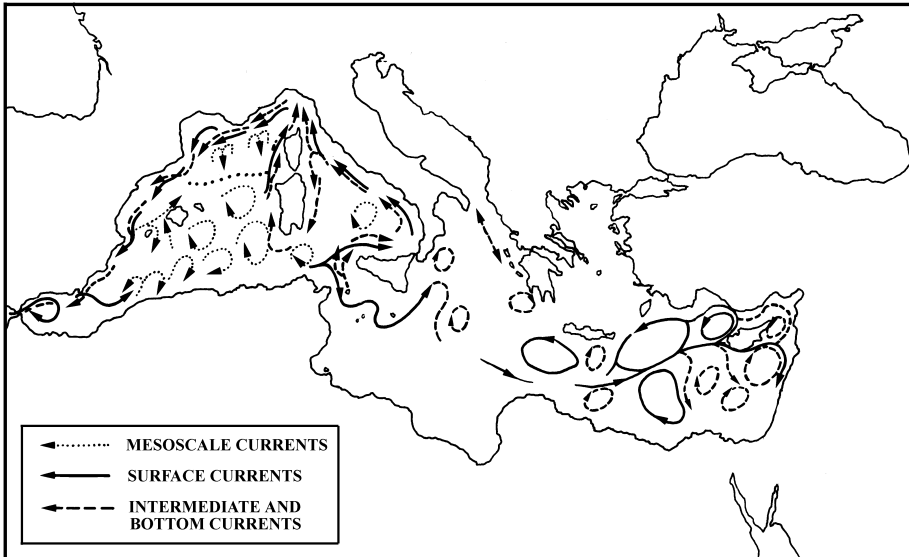 MESOSCALE CURRENTS
SURFACE CURRENTS
INTERMEDIATE AND
BOTTOM CURRENTS